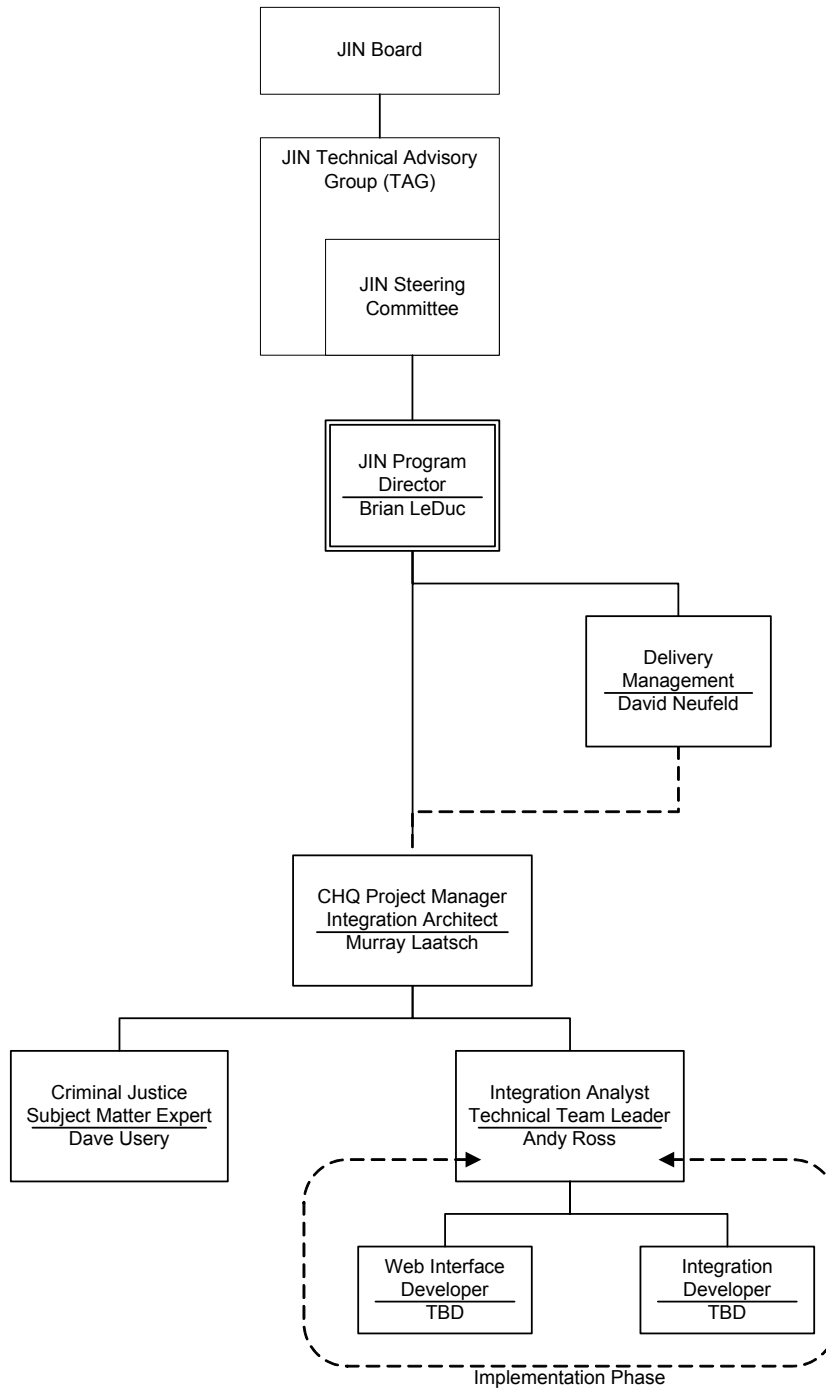 JIN Board
JIN Technical Advisory
Group (TAG)
JIN Steering
Committee
JIN Program
Director
Brian LeDuc
Delivery
Management
David Neufeld
CHQ Project Manager
Integration Architect
Murray Laatsch
Criminal Justice
Subject Matter Expert
Dave Usery
Integration Analyst
Technical Team Leader
Andy Ross
Web Interface
Developer
TBD
Integration
Developer
TBD
Implementation Phase